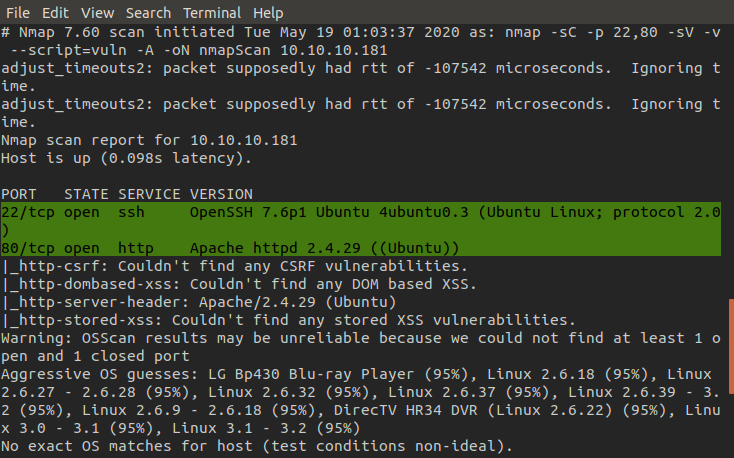 File Edit View Search Terminal Help
# Nmap 7.60 scan initiated Tue May 19 01:03:37 2020 as: nmap -sC -p 22,80 -sV -v
 --script=vuln -A -oN nmapScan 10.10.10.181
adjust_timeouts2: packet supposedly had rtt of -107542 microseconds.  Ignoring t
ime.
adjust_timeouts2: packet supposedly had rtt of -107542 microseconds.  Ignoring t
ime.
Nmap scan report for 10.10.10.181
Host is up (0.098s latency).
PORT   STATE SERVICE VERSION
22/tcp open  ssh     OpenSSH 7.6p1 Ubuntu 4ubuntu0.3 (Ubuntu Linux; protocol 2.0
)
80/tcp open  http    Apache httpd 2.4.29 ((Ubuntu))
|_http-csrf: Couldn't find any CSRF vulnerabilities.
|_http-dombased-xss: Couldn't find any DOM based XSS.
|_http-server-header: Apache/2.4.29 (Ubuntu)
|_http-stored-xss: Couldn't find any stored XSS vulnerabilities.
Warning: OSScan results may be unreliable because we could not find at least 1 o
pen and 1 closed port
Aggressive OS guesses: LG Bp430 Blu-ray Player (95%), Linux 2.6.18 (95%), Linux
2.6.27 - 2.6.28 (95%), Linux 2.6.32 (95%), Linux 2.6.37 (95%), Linux 2.6.39 - 3.
2 (95%), Linux 2.6.9 - 2.6.18 (95%), DirecTV HR34 DVR (Linux 2.6.22) (95%), Linu
x 3.0 - 3.1 (95%), Linux 3.1 - 3.2 (95%)
No exact OS matches for host (test conditions non-ideal).